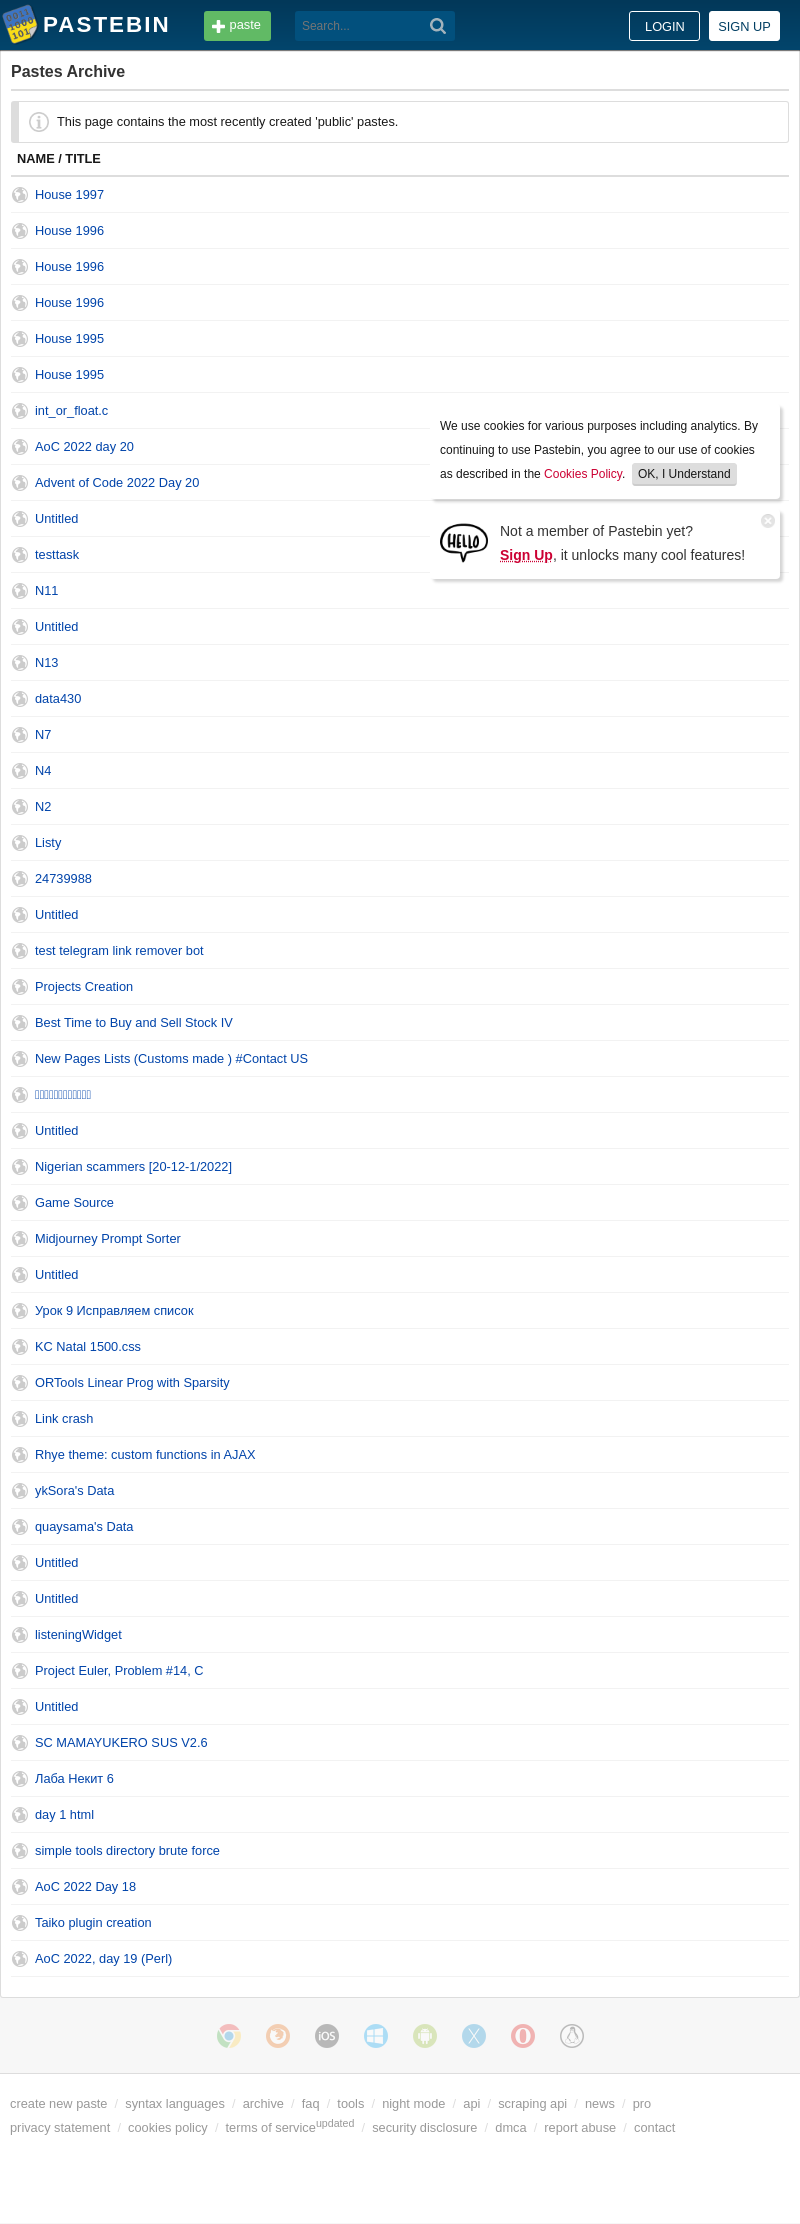 PASTEBIN
paste
Search...
LOGIN
SIGN UP
Pastes Archive
This page contains the most recently created 'public' pastes.
NAME / TITLE
House 1997
House 1996
House 1996
House 1996
House 1995
House 1995
int_or_float.c
AoC 2022 day 20
Advent of Code 2022 Day 20
Untitled
testtask
N11
Untitled
N13
data430
N7
N4
N2
Listy
24739988
Untitled
test telegram link remover bot
Projects Creation
Best Time to Buy and Sell Stock IV
New Pages Lists (Customs made ) #Contact US
Untitled
Nigerian scammers [20-12-1/2022]
Game Source
Midjourney Prompt Sorter
Untitled
Урок 9 Исправляем список
KC Natal 1500.css
ORTools Linear Prog with Sparsity
Link crash
Rhye theme: custom functions in AJAX
ykSora's Data
quaysama's Data
Untitled
Untitled
listeningWidget
Project Euler, Problem #14, C
Untitled
SC MAMAYUKERO SUS V2.6
Лаба Некит 6
day 1 html
simple tools directory brute force
AoC 2022 Day 18
Taiko plugin creation
AoC 2022, day 19 (Perl)
We use cookies for various purposes including analytics. By
continuing to use Pastebin, you agree to our use of cookies
as described in the Cookies Policy. OK, I Understand
HELLO
Not a member of Pastebin yet?
Sign Up, it unlocks many cool features!
iOS
create new paste / syntax languages / archive / faq / tools / night mode / api / scraping api / news / pro
privacy statement / cookies policy / terms of service updated / security disclosure / dmca / report abuse / contact